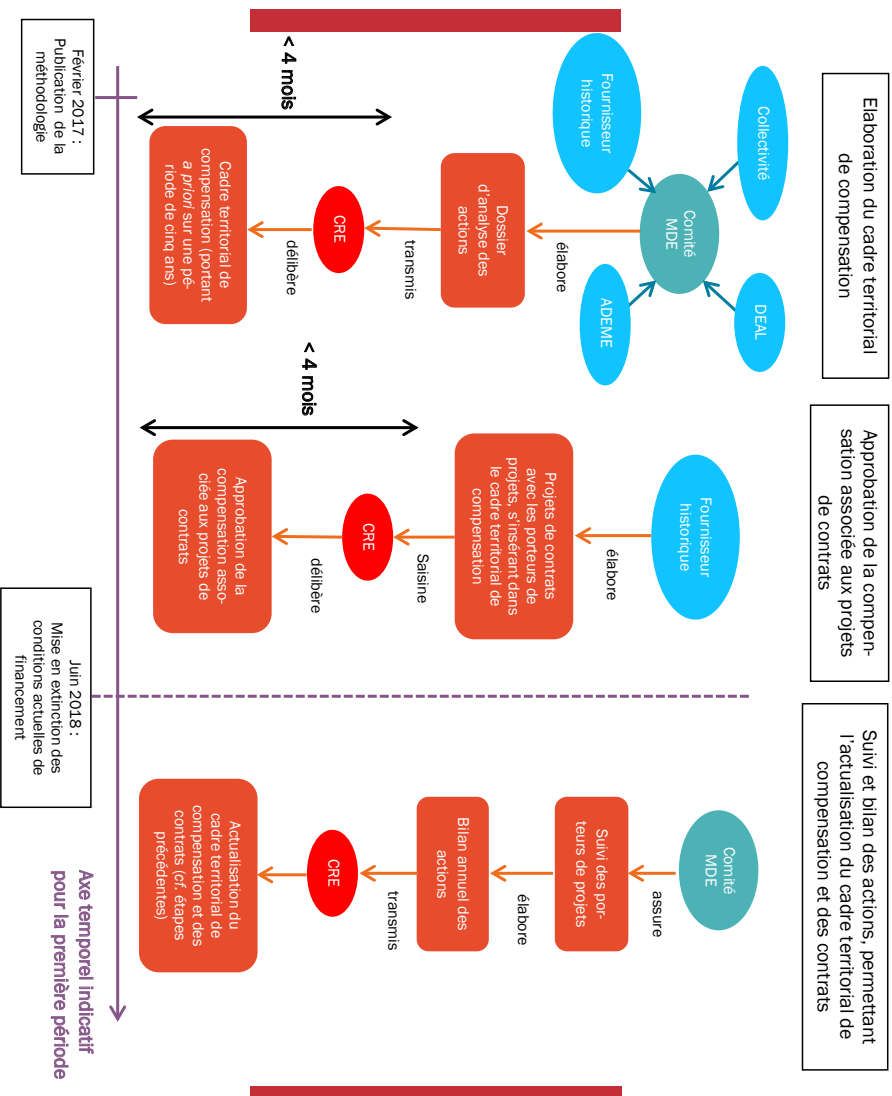 Elaboration du cadre territorial
de compensation
Collectivité
DEAL
Fournisseur
historique
ADEME
Comité
MDE
élabore
Dossier
d'analyse des
actions
transmis
CRE
délibère
Cadre territorial de
compensation (portant
a priori sur une pé-
riode de cinq ans)
< 4 mois
Approbation de la compen-
sation associée aux projets
de contrats
Fournisseur
historique
élabore
Projets de contrats
avec les porteurs de
projets, s'insérant dans
le cadre territorial de
compensation
Saisine
CRE
délibère
Approbation de la
compensation asso-
ciée aux projets de
contrats
< 4 mois
Suivi et bilan des actions, permettant
l'actualisation du cadre territorial de
compensation et des contrats
Comité
MDE
assure
Suivi des por-
teurs de projets
élabore
Bilan annuel des
actions
transmis
CRE
Actualisation du
cadre territorial de
compensation et des
contrats (cf. étapes
précédentes)
Février 2017 :
Publication de la
méthodologie
Juin 2018 :
Mise en extinction des
conditions actuelles de
financement
Axe temporel indicatif
pour la première période